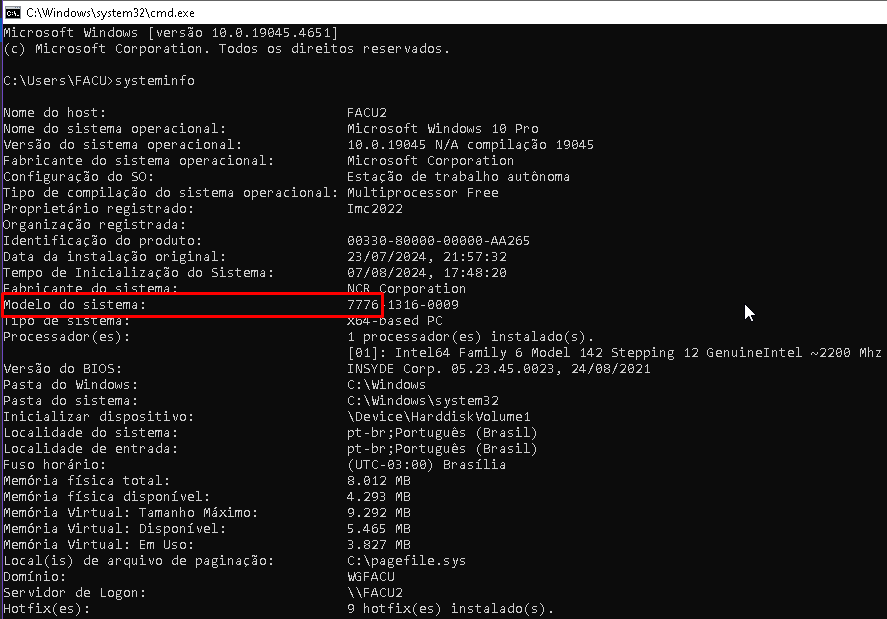 C:\Windows\system32\cmd.exe
Microsoft Windows [versão 10.0.19045.4651]
(c) Microsoft Corporation. Todos os direitos reservados.
C:\Users\FACU>systeminfo
Nome do host: FACU2
Nome do sistema operacional: Microsoft Windows 10 Pro
Versão do sistema operacional: 10.0.19045 N/A compilação 19045
Fabricante do sistema operacional: Microsoft Corporation
Configuração do SO: Estação de trabalho autônoma
Tipo de compilação do sistema operacional: Multiprocessor Free
Proprietário registrado: Imc2022
Organização registrada:
Identificação do produto: 00330-80000-00000-AA265
Data da instalação original: 23/07/2024, 21:57:32
Tempo de Inicialização do Sistema: 07/08/2024, 17:48:20
Fabricante do sistema: NCR Corporation
Modelo do sistema: 7776-1316-0009
Tipo de sistema: x64-based PC
Processador(es): 1 processador(es) instalado(s).
[01]: Intel64 Family 6 Model 142 Stepping 12 GenuineIntel ~2200 Mhz
Versão do BIOS: INSYDE Corp. 05.23.45.0023, 24/08/2021
Pasta do Windows: C:\Windows
Pasta do sistema: C:\Windows\system32
Inicializar dispositivo: \Device\HarddiskVolume1
Localidade do sistema: pt-br;Português (Brasil)
Localidade de entrada: pt-br;Português (Brasil)
Fuso horário: (UTC-03:00) Brasília
Memória física total: 8.012 MB
Memória física disponível: 4.293 MB
Memória Virtual: Tamanho Máximo: 9.292 MB
Memória Virtual: Disponível: 5.465 MB
Memória Virtual: Em Uso: 3.827 MB
Local(is) de arquivo de paginação: C:\pagefile.sys
Domínio: WGFACU
Servidor de Logon: \\FACU2
Hotfix(es): 9 hotfix(es) instalado(s).